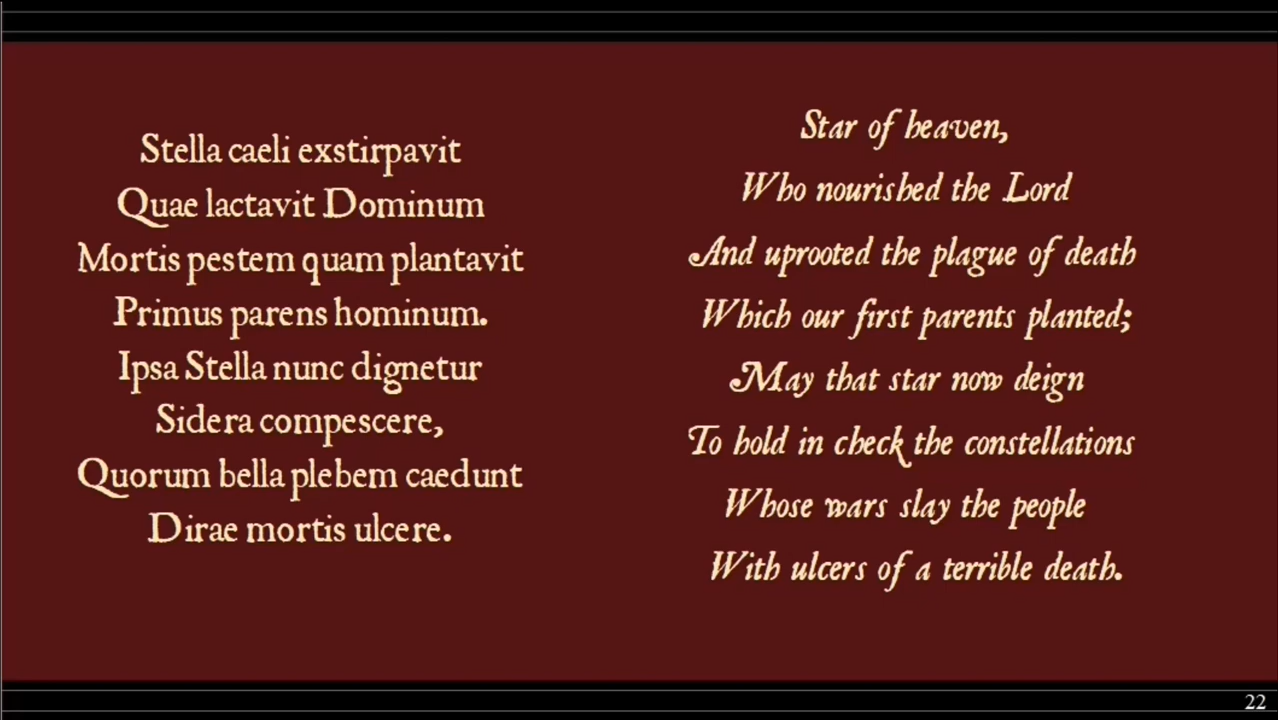 Stella caeli exstirpavit
Quae lactavit Dominum
Mortis pestem quam plantavit
Primus parens hominum.
Ipsa Stella nunc dignetur
Sidera compescere,
Quorum bella plebem caedunt
Dirae mortis ulcere.
Star of heaven,
Who nourished the Lord
And uprooted the plague of death
Which our first parents planted;
May that star now deign
To hold in check the constellations
Whose wars slay the people
With ulcers of a terrible death.
22